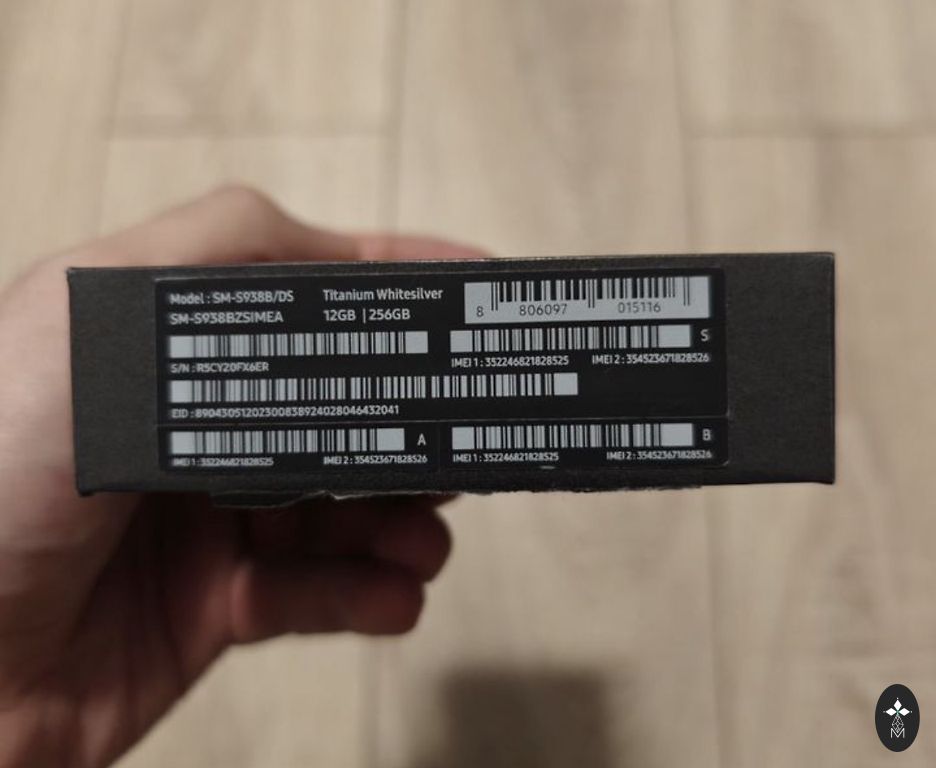 Model : SM-S938B/DS
SM-S938BZSIMEA
Titanium Whitesilver
12GB | 256GB
8 806097 015116
S/N : R5CY20FX6ER
IMEI 1 : 352246821828525 IMEI 2 : 354523671828526
S
EID : 89043051202300838924028046432041
A
IMEI 1 : 352246821828525 IMEI 2 : 354523671828526
B
IMEI 1 : 352246821828525 IMEI 2 : 354523671828526
M